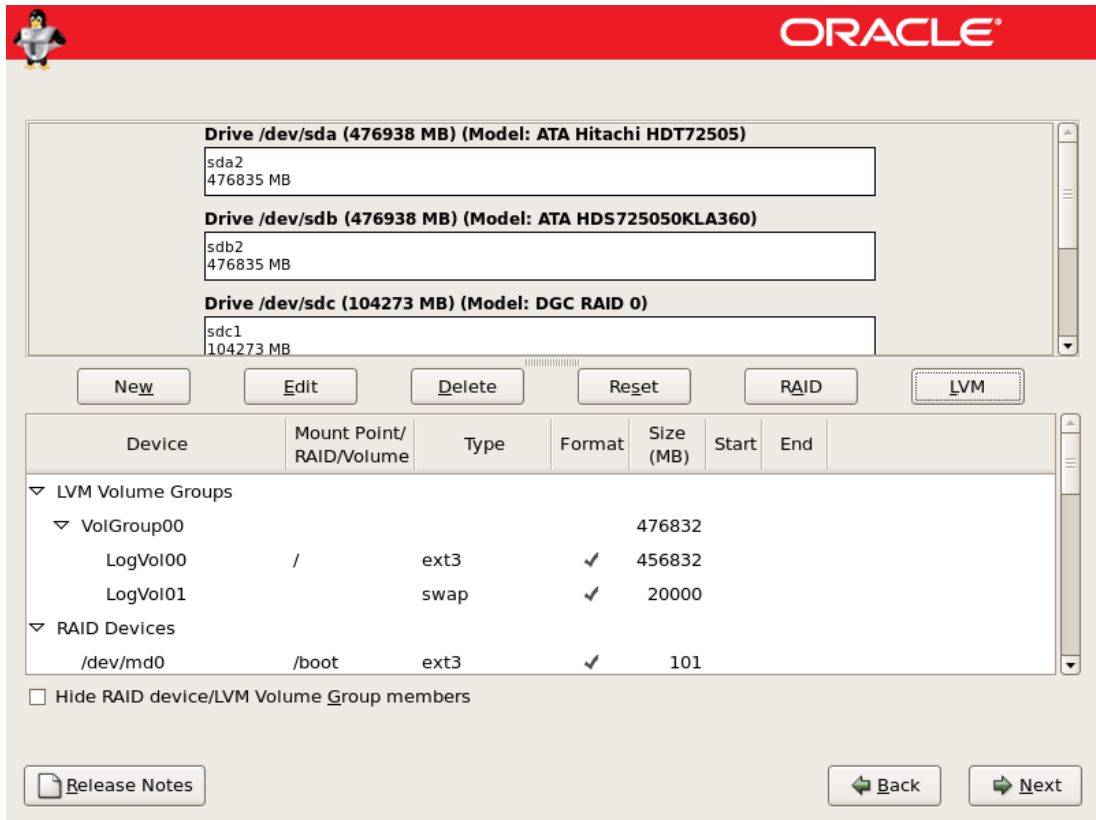 ORACLE®
Drive /dev/sda (476938 MB) (Model: ATA Hitachi HDT72505)
sda2
476835 MB
Drive /dev/sdb (476938 MB) (Model: ATA HDS725050KLA360)
sdb2
476835 MB
Drive /dev/sdc (104273 MB) (Model: DGC RAID 0)
sdc1
104273 MB
New Edit Delete Reset RAID LVM
Device Mount Point/ RAID/Volume Type Format Size (MB) Start End
LVM Volume Groups
VolGroup00 476832
LogVol00 / ext3 ✓ 456832
LogVol01 swap ✓ 20000
RAID Devices
/dev/md0 /boot ext3 ✓ 101
Hide RAID device/LVM Volume Group members
Release Notes Back Next